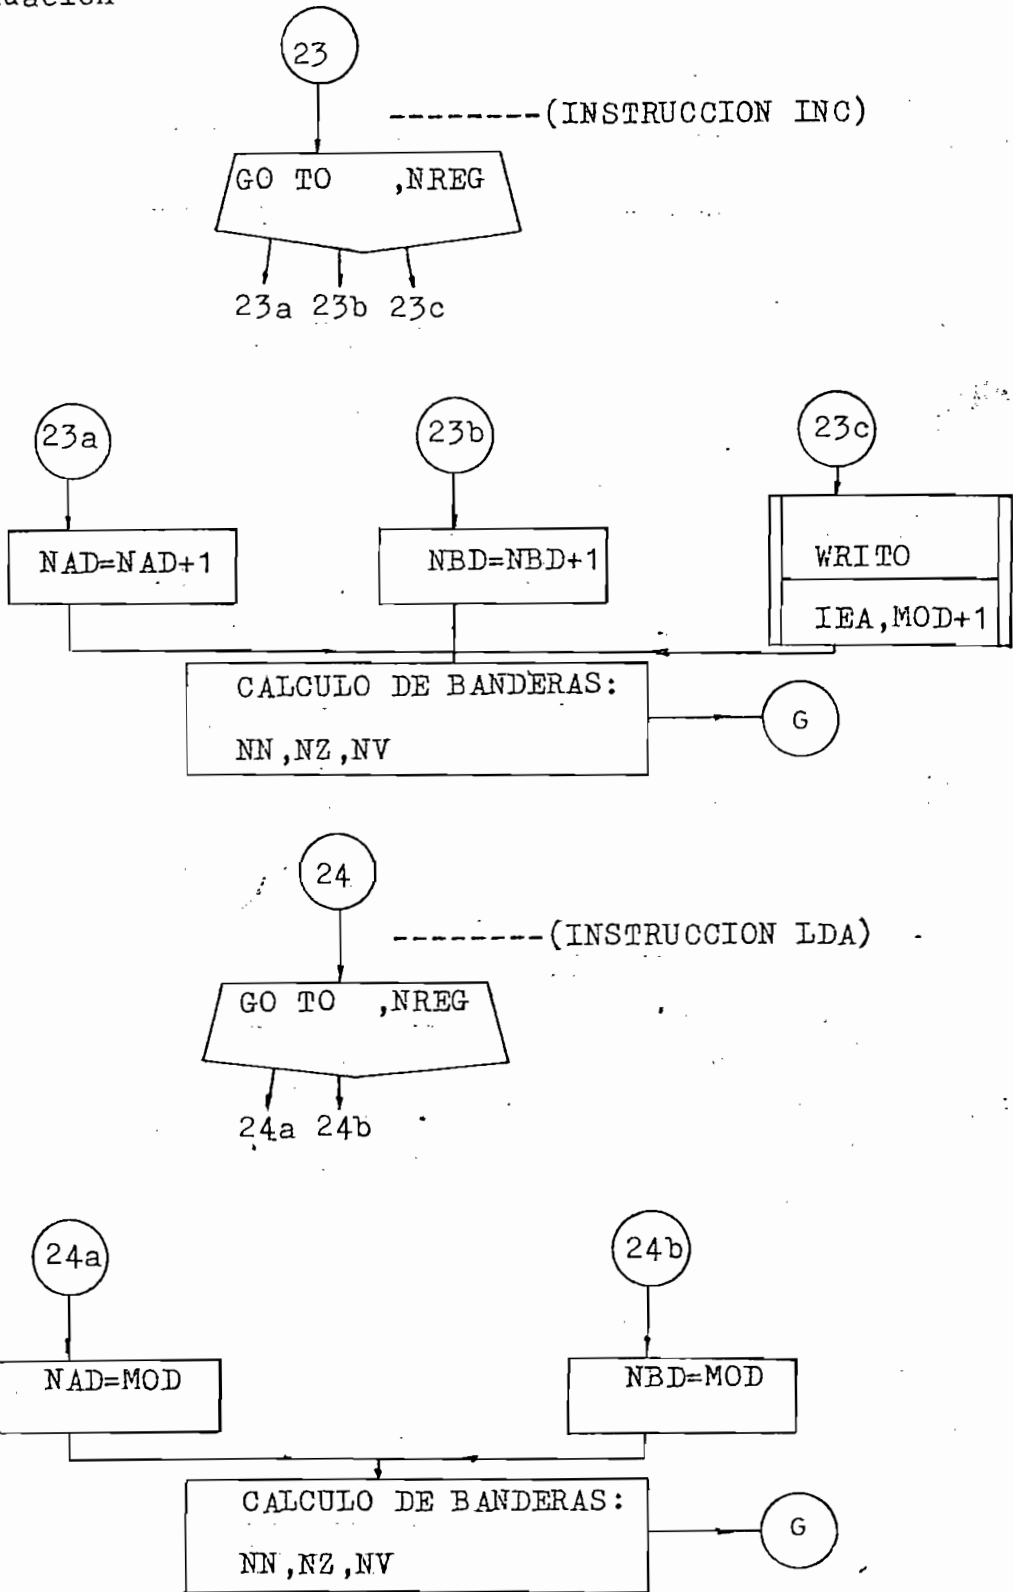 23
--------(INSTRUCCION INC)
GO TO ,NREG
23a 23b 23c
23a
23b
23c
NAD=NAD+1
NBD=NBD+1
WRITO
IEA,MOD+1
CALCULO DE BANDERAS:
NN,NZ,NV
G
24
--------(INSTRUCCION LDA)
GO TO ,NREG
24a 24b
24a
24b
NAD=MOD
NBD=MOD
CALCULO DE BANDERAS:
NN,NZ,NV
G